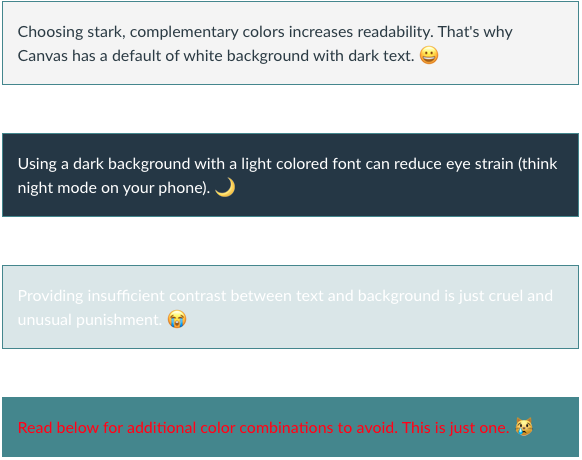 Choosing stark, complementary colors increases readability. That's why
Canvas has a default of white background with dark text. 😀
Using a dark background with a light colored font can reduce eye strain (think
night mode on your phone). 🌙
Providing insufficient contrast between text and background is just cruel and
unusual punishment. 😭
Read below for additional color combinations to avoid. This is just one. 😿